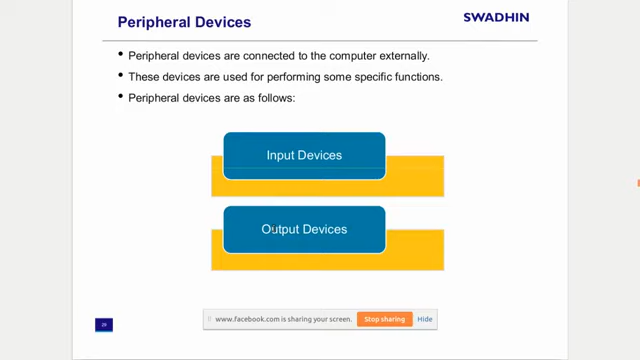 Peripheral Devices
SWADHIN
• Peripheral devices are connected to the computer externally.
• These devices are used for performing some specific functions.
• Peripheral devices are as follows:
Input Devices
Output Devices
28
www.facebook.com is sharing your screen. Stop sharing Hide